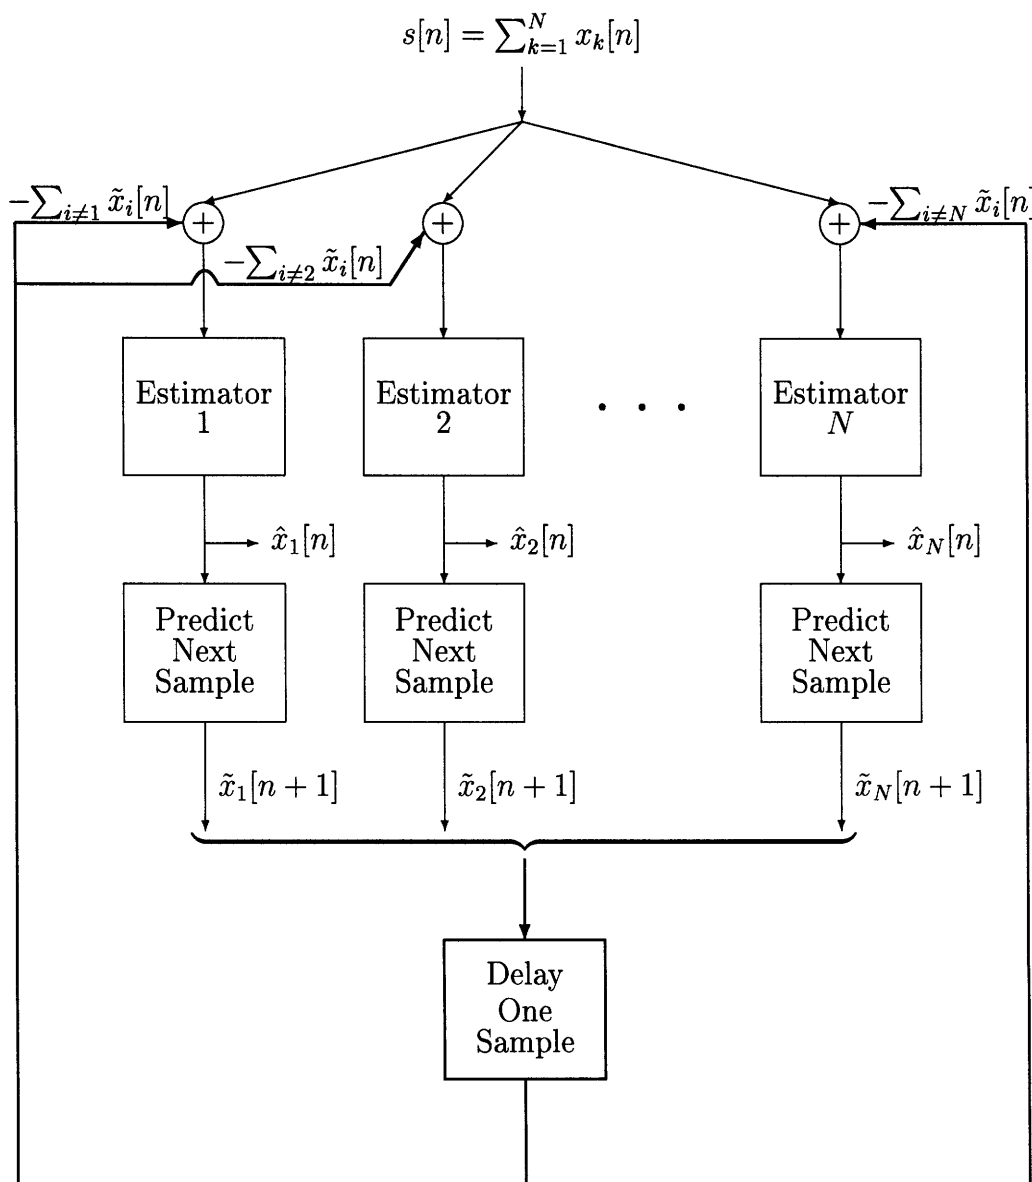 s[n] = ∑_{k=1}^{N} x_k[n]
−∑_{i≠1} x̃_i[n]
+
+
+
−∑_{i≠N} x̃_i[n]
−∑_{i≠2} x̃_i[n]
Estimator
1
Estimator
2
. . .
Estimator
N
x̂_1[n]
x̂_2[n]
x̂_N[n]
Predict
Next
Sample
Predict
Next
Sample
Predict
Next
Sample
x̃_1[n + 1]
x̃_2[n + 1]
x̃_N[n + 1]
Delay
One
Sample